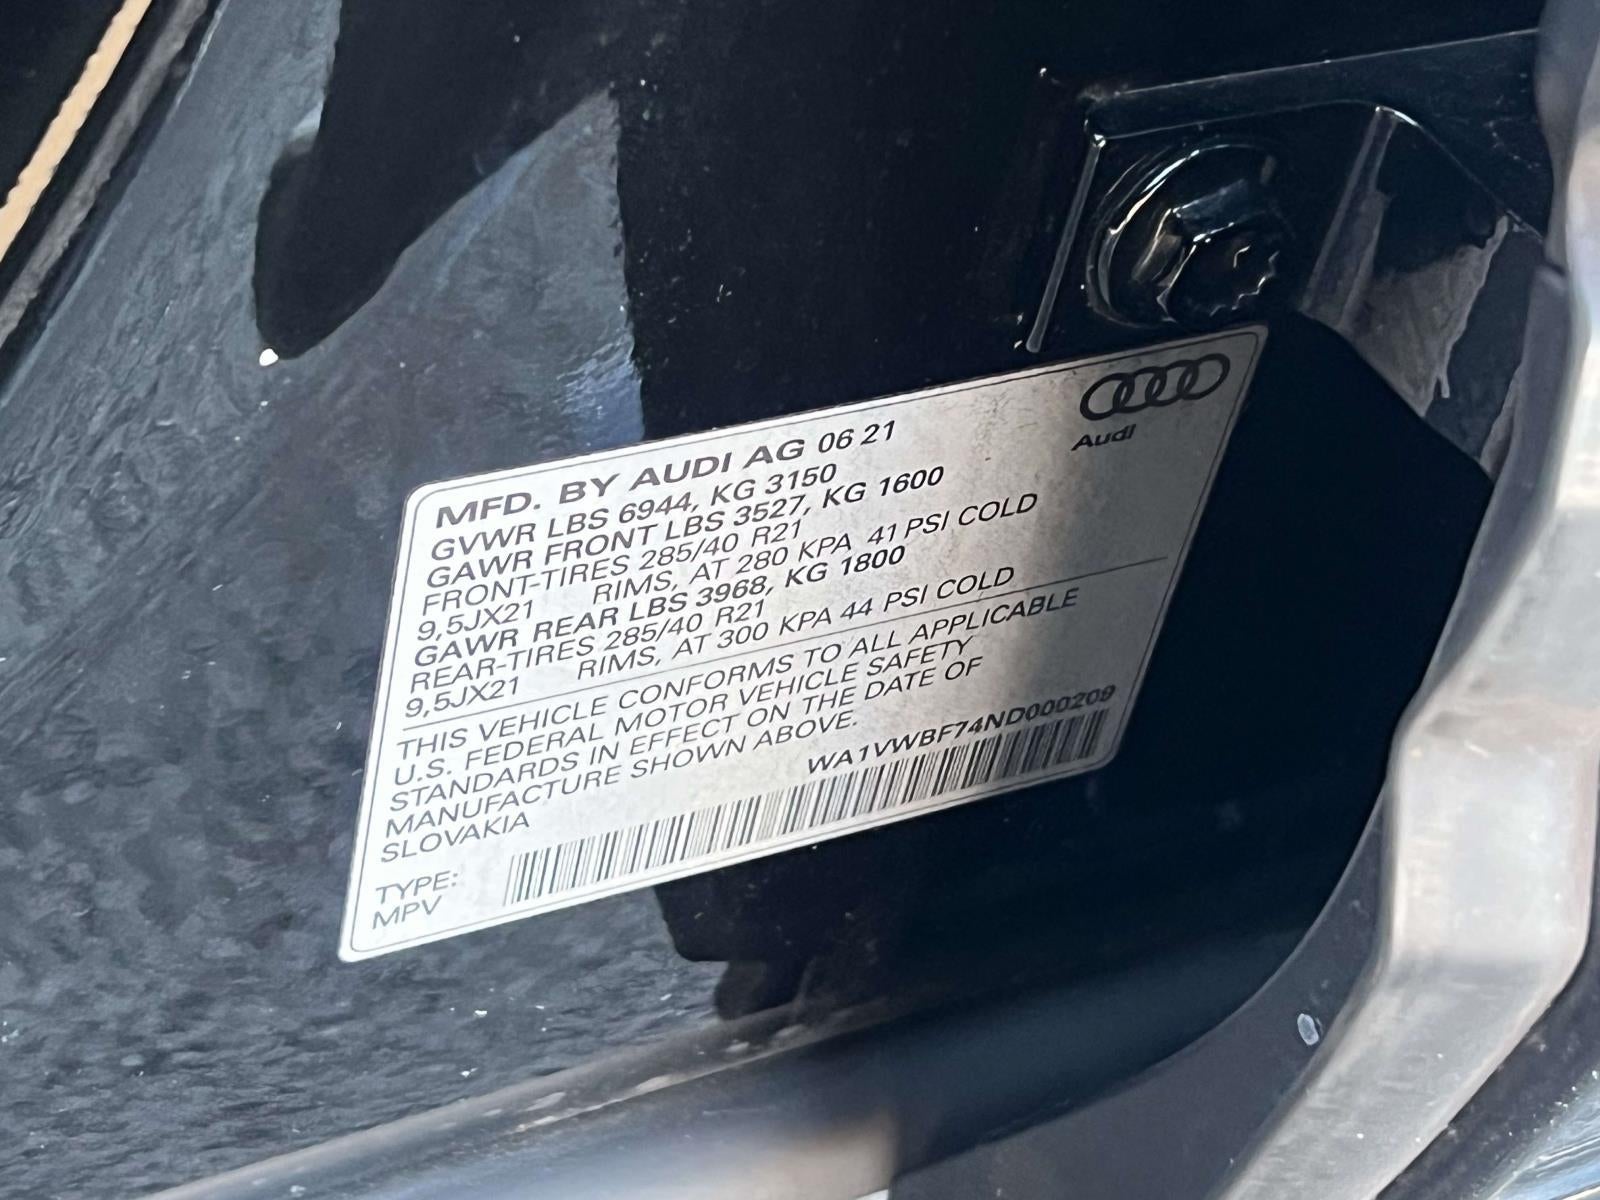 Audi
MFD. BY AUDI AG 06 21
GVWR LBS 6944, KG 3150
GAWR FRONT LBS 3527, KG 1600
FRONT-TIRES 285/40 R21
9,5JX21 RIMS, AT 280 KPA 41 PSI COLD
GAWR REAR LBS 3968, KG 1800
REAR-TIRES 285/40 R21
9,5JX21 RIMS, AT 300 KPA 44 PSI COLD
THIS VEHICLE CONFORMS TO ALL APPLICABLE
U.S. FEDERAL MOTOR VEHICLE SAFETY
STANDARDS IN EFFECT ON THE DATE OF
MANUFACTURE SHOWN ABOVE.
SLOVAKIA
WA1VWBF74ND000209
TYPE:
MPV